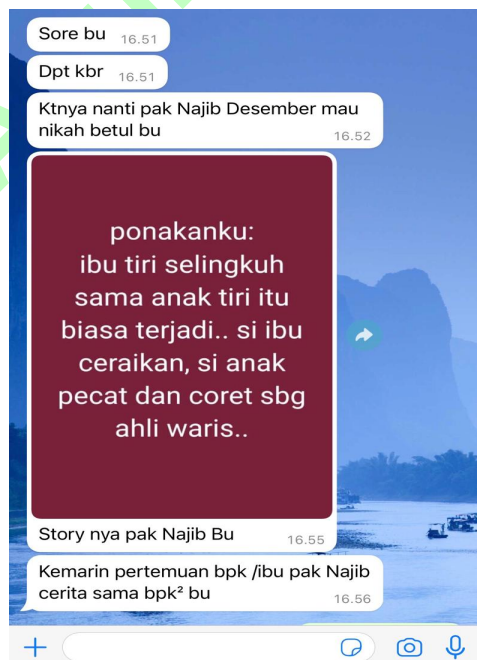 Sore bu 16.51
Dpt kbr 16.51
Ktnya nanti pak Najib Desember mau
nikah betul bu 16.52
ponakanku:
ibu tiri selingkuh
sama anak tiri itu
biasa terjadi.. si ibu
ceraikan, si anak
pecat dan coret sbg
ahli waris..
Story nya pak Najib Bu 16.55
Kemarin pertemuan bpk /ibu pak Najib
cerita sama bpk² bu 16.56